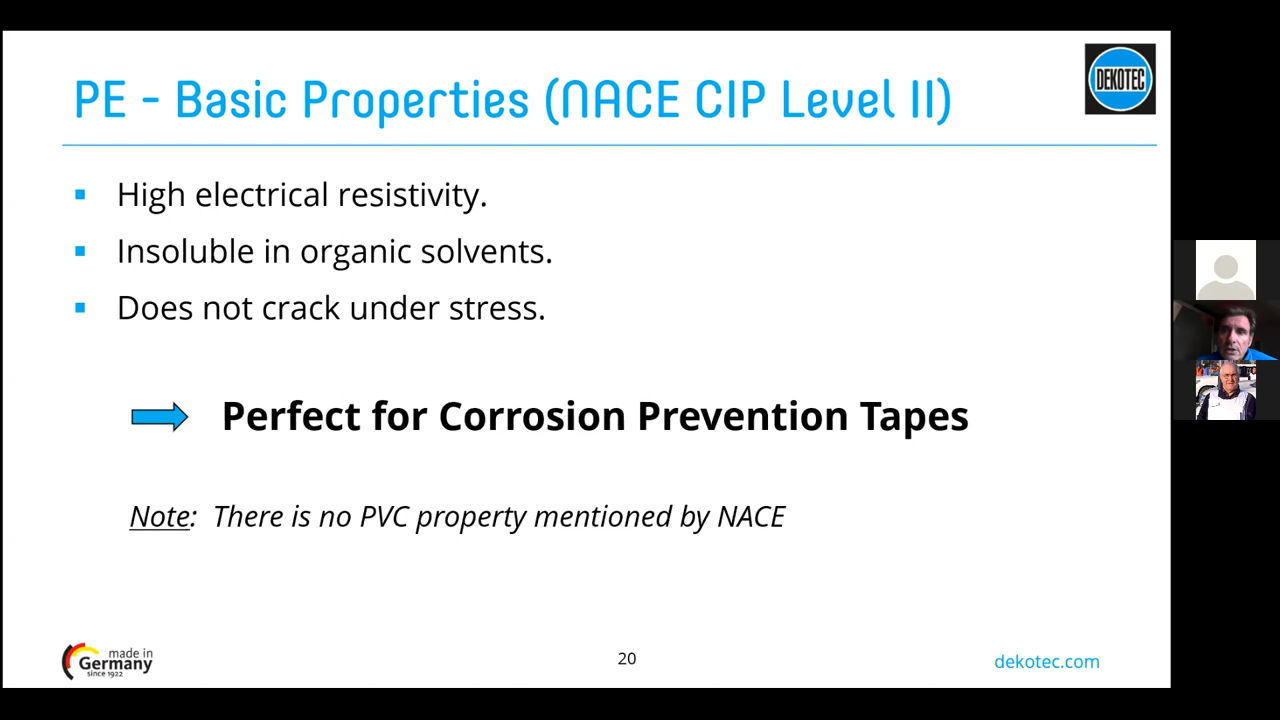 PE - Basic Properties (NACE CIP Level II)
DEKOTEC
High electrical resistivity.
Insoluble in organic solvents.
Does not crack under stress.
Perfect for Corrosion Prevention Tapes
Note: There is no PVC property mentioned by NACE
made in
Germany
since 1922
20
dekotec.com